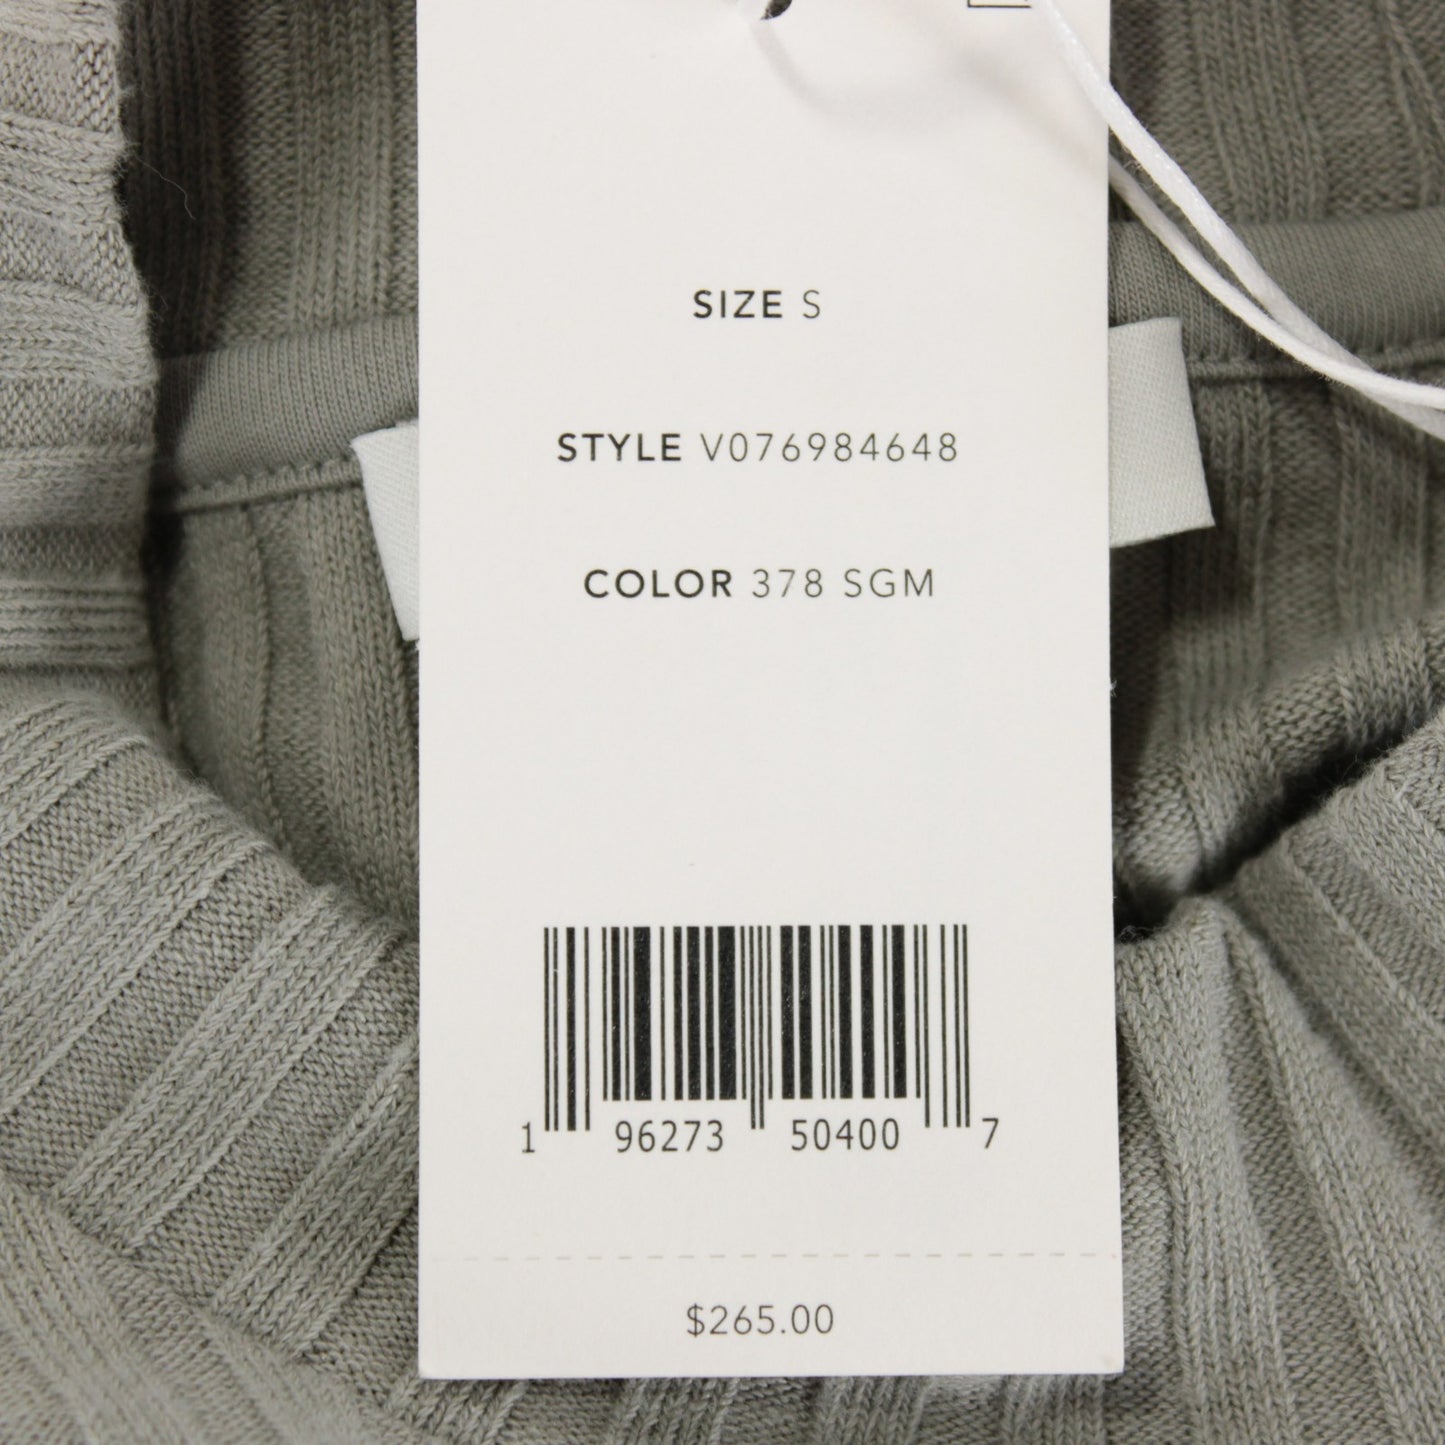 SIZE S
STYLE V076984648
COLOR 378 SGM
1 96273 50400 7
$265.00